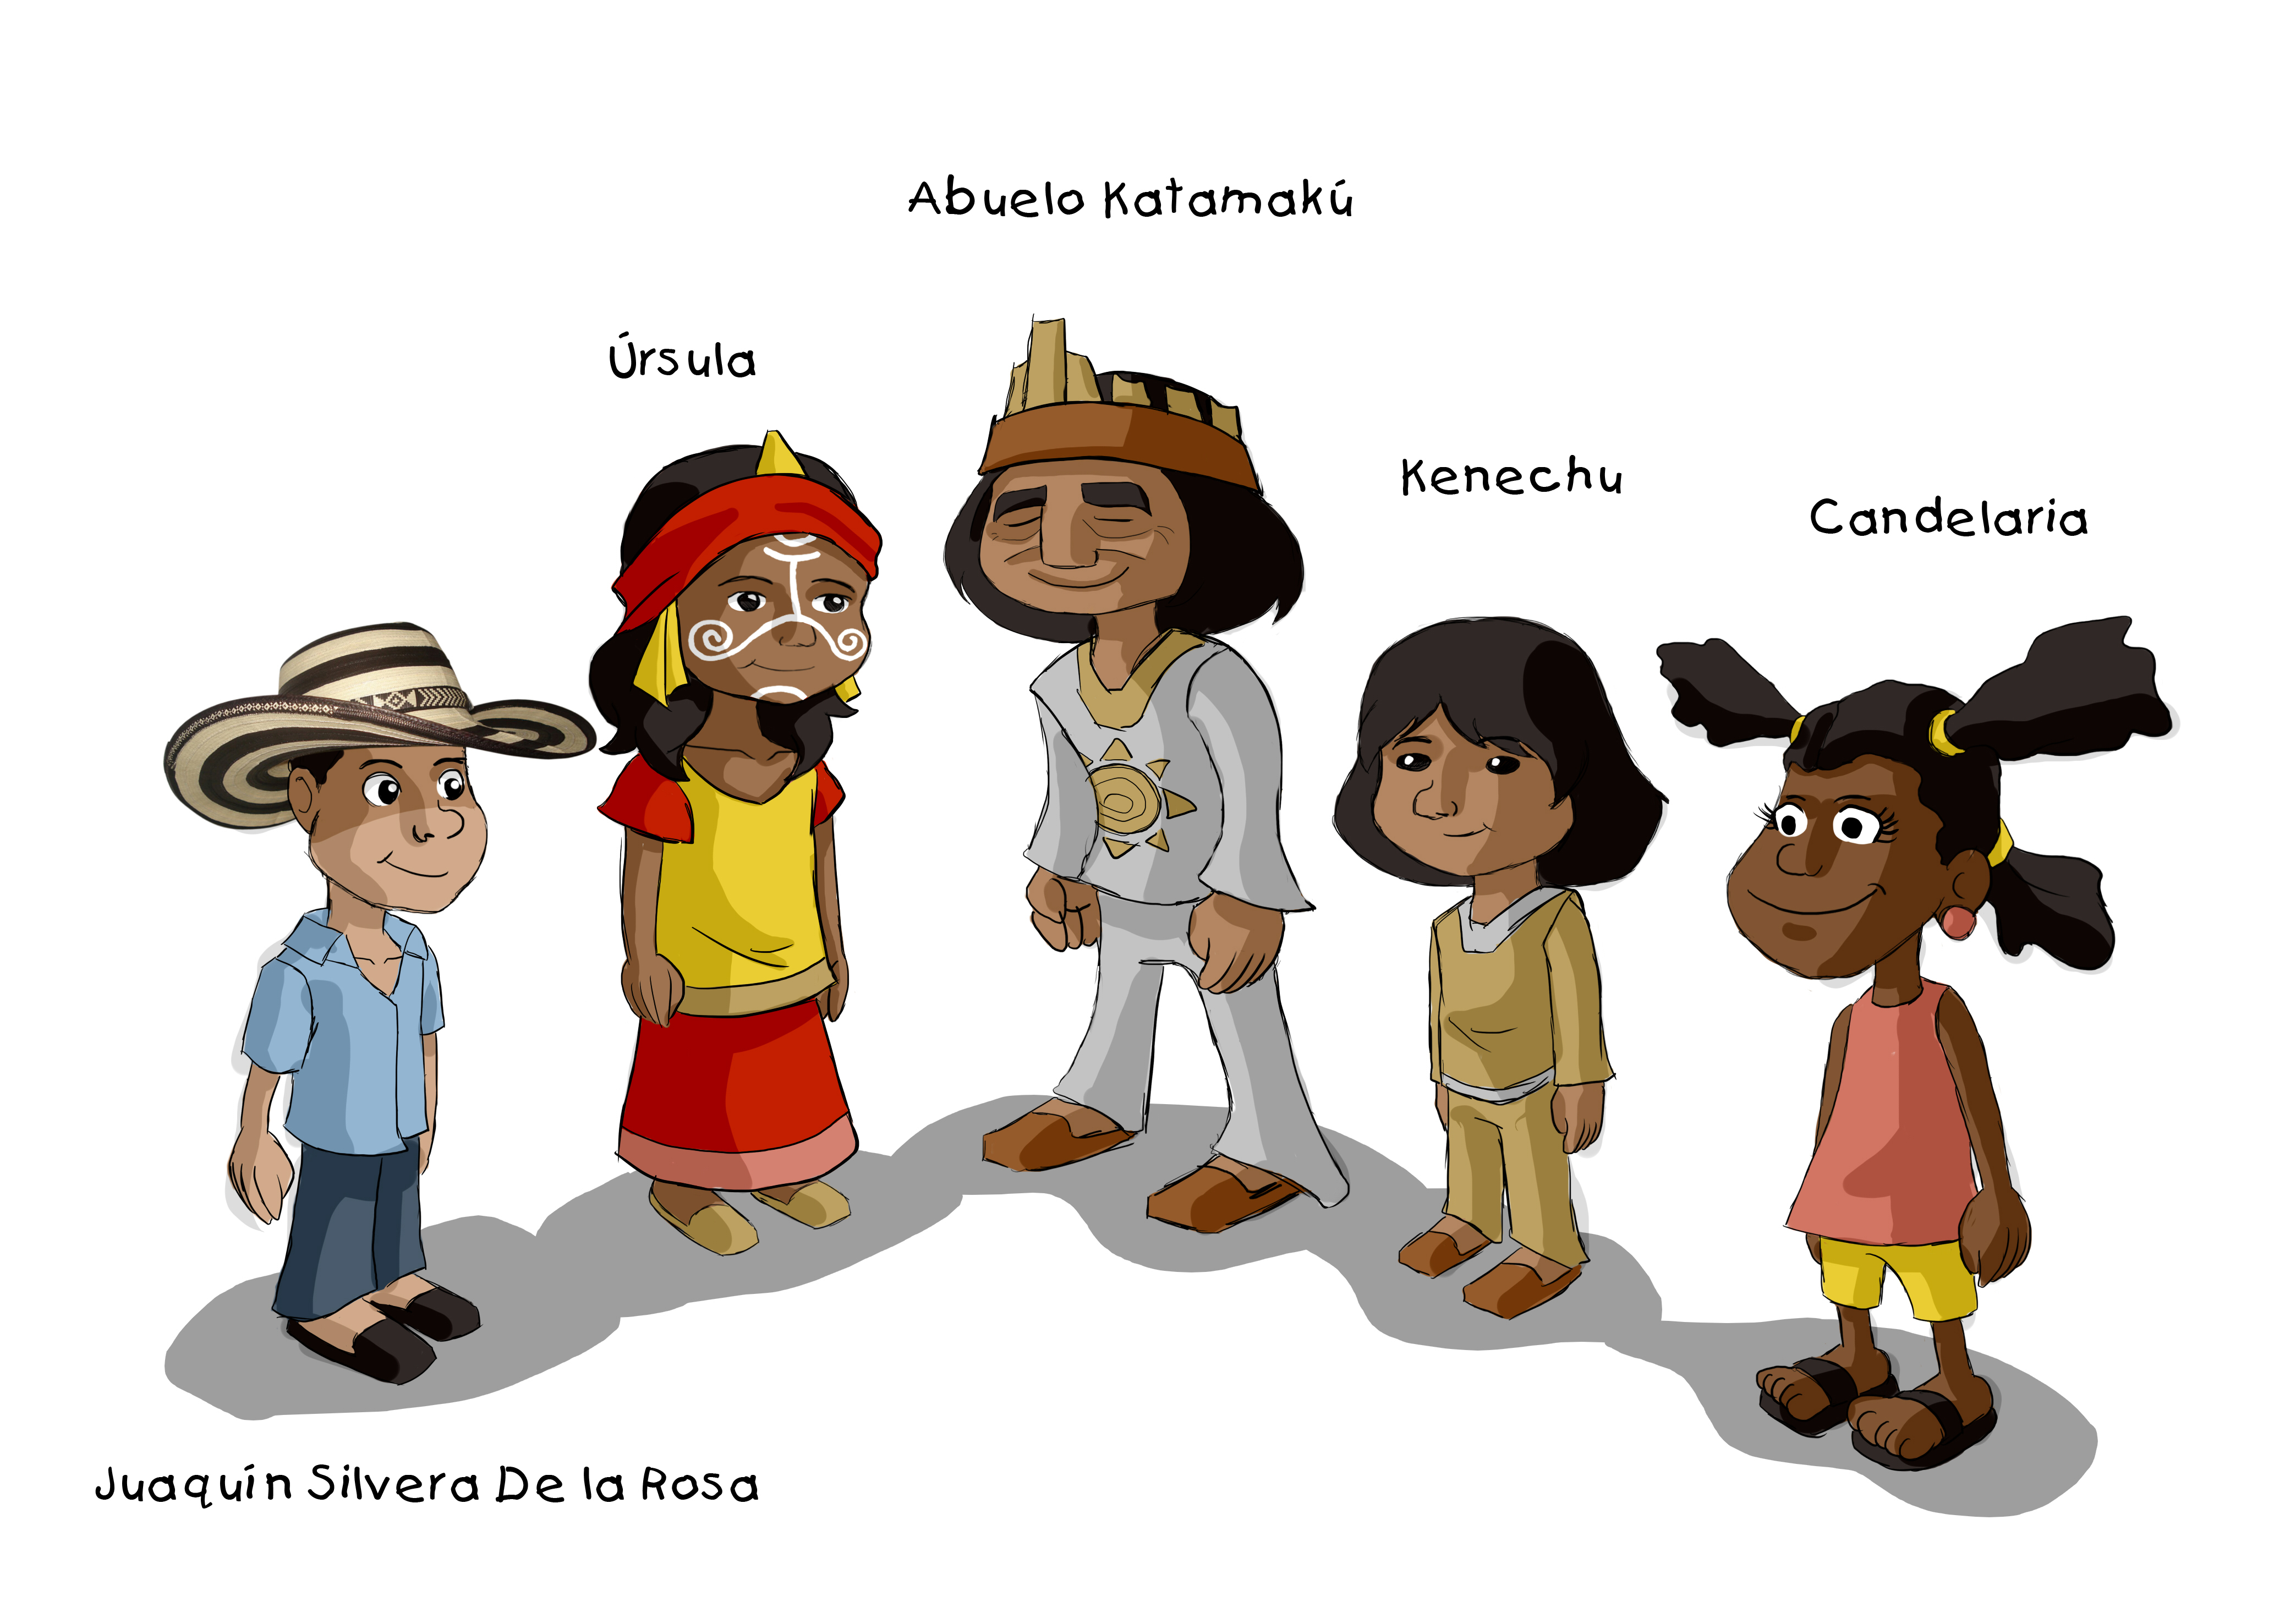 Abuelo Katamakú
Úrsula
Kenechu
Candelaria
Juaquín Silvera De la Rosa